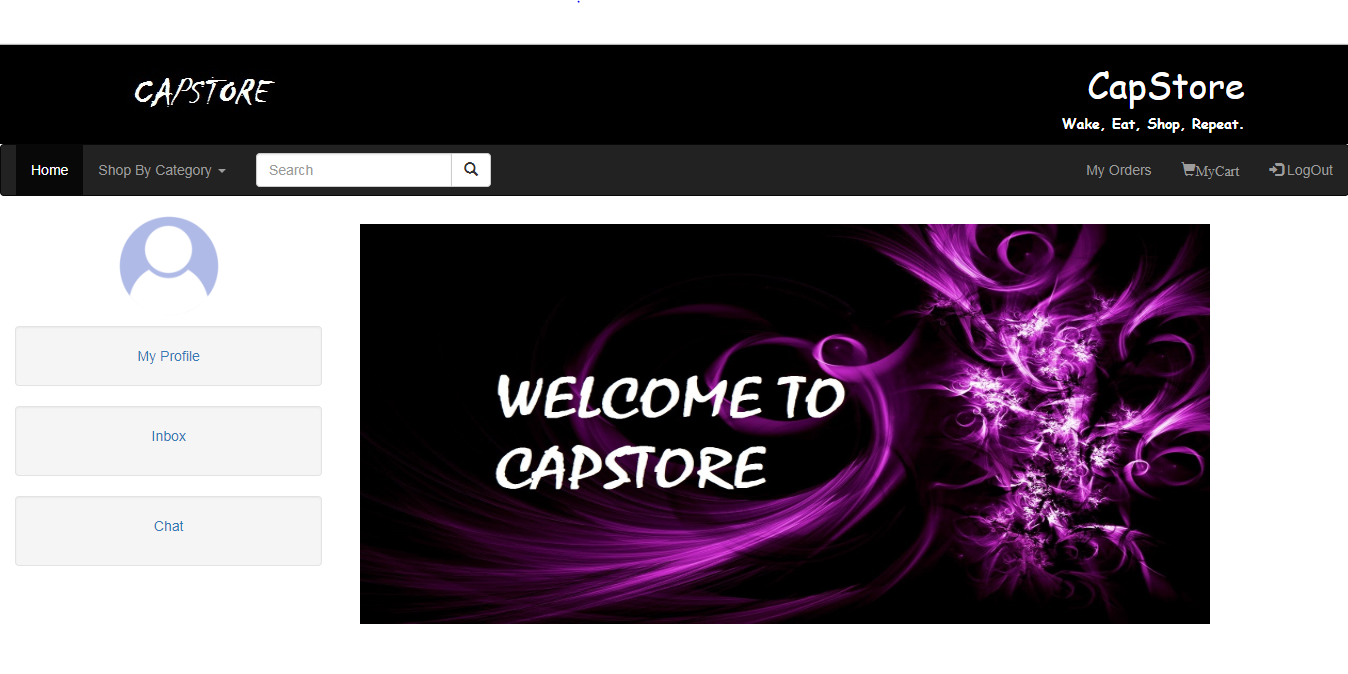 CAPSTORE
CapStore
Wake, Eat, Shop, Repeat.
Home Shop By Category Search My Orders MyCart LogOut
My Profile
Inbox
Chat
WELCOME TO
CAPSTORE